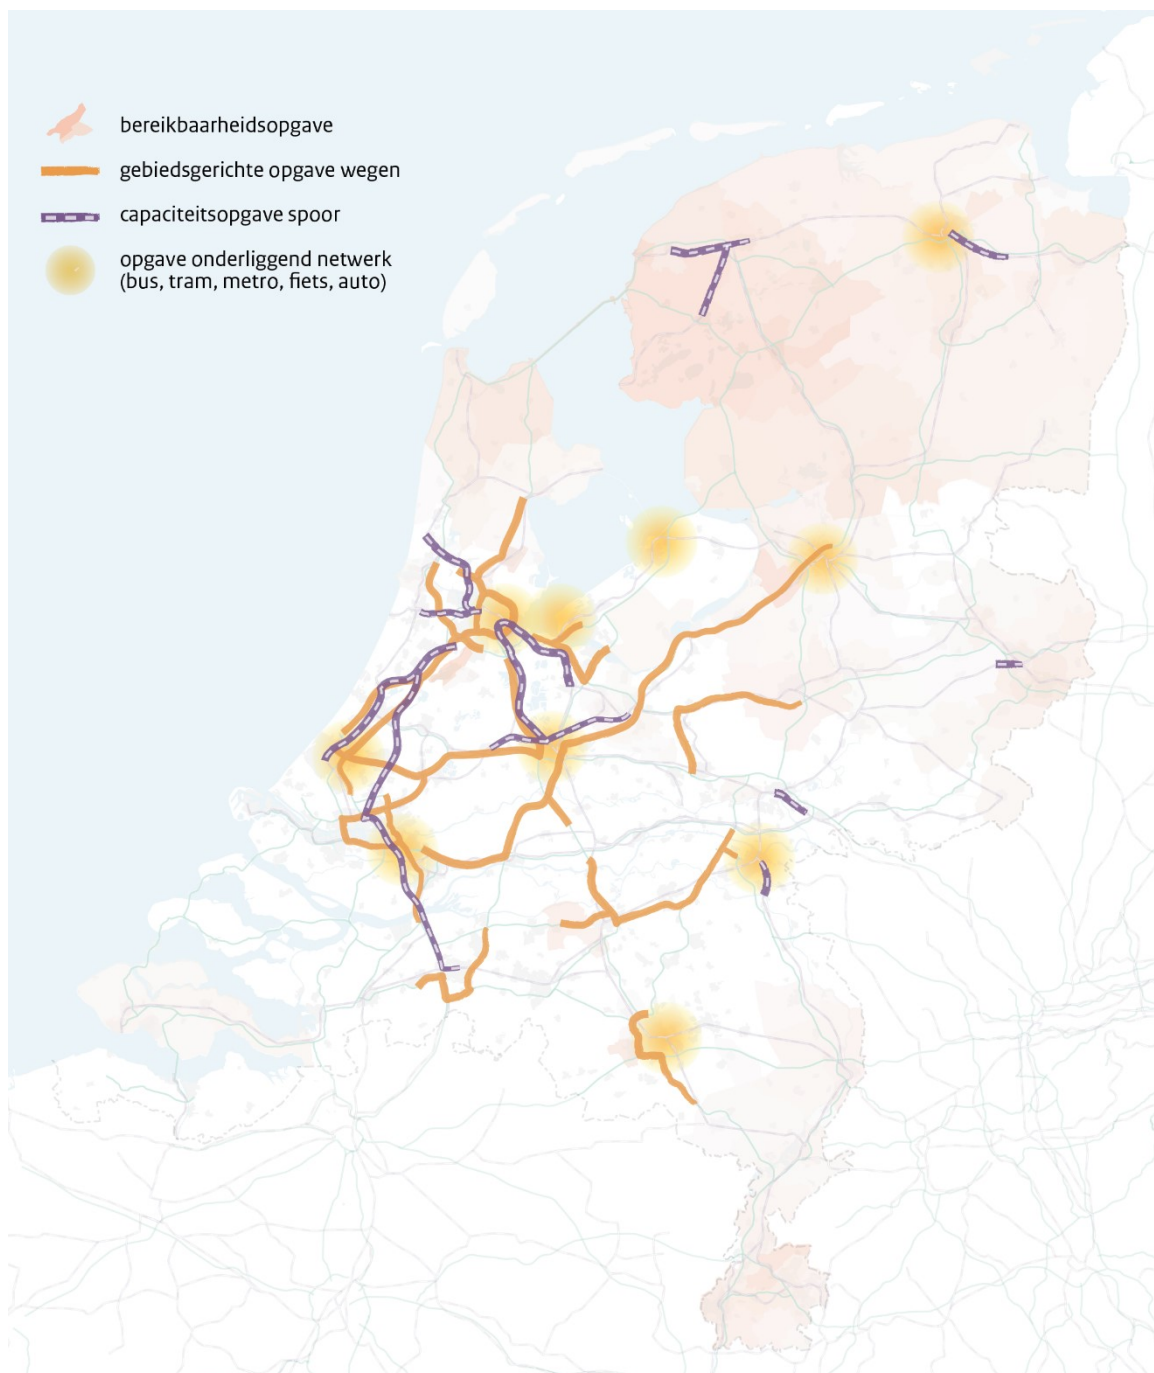 bereikbaarheidsopgave
gebiedsgerichte opgave wegen
capaciteitsopgave spoor
opgave onderliggend netwerk
(bus, tram, metro, fiets, auto)